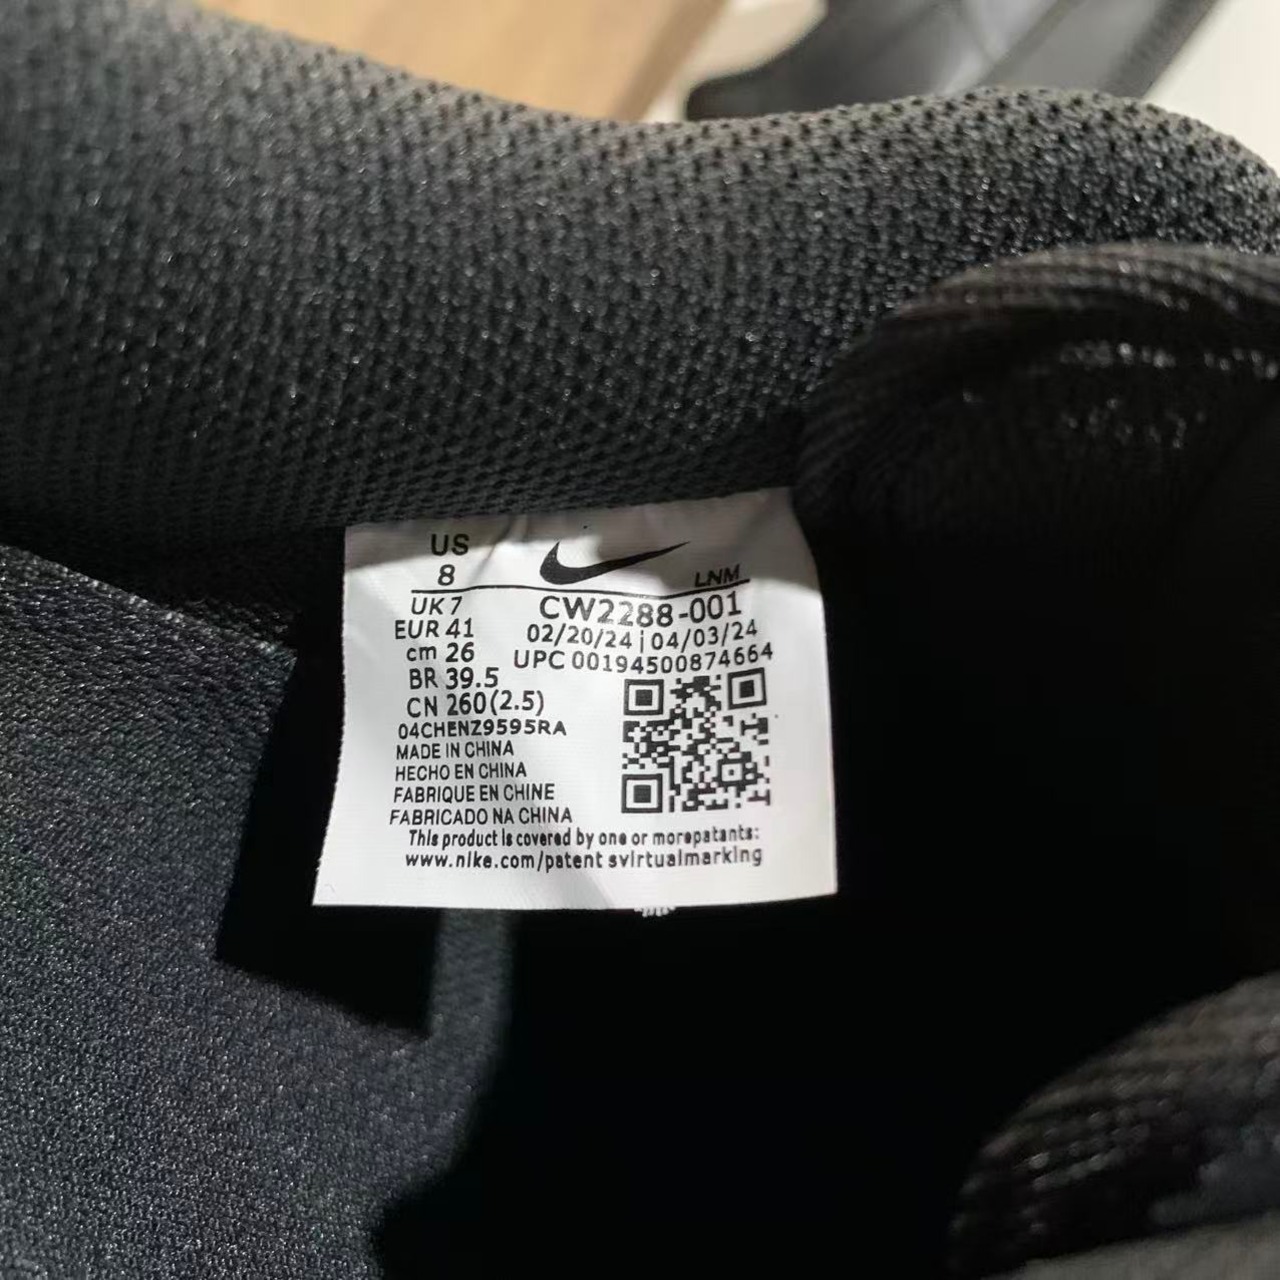 US
8
LNM
UK 7
CW2288-001
EUR 41
02/20/24 | 04/03/24
cm 26
UPC 00194500874664
BR 39.5
CN 260(2.5)
04CHENZ9595RA
MADE IN CHINA
HECHO EN CHINA
FABRIQUE EN CHINE
FABRICADO NA CHINA
This product is covered by one or morepatants:
www.nike.com/patent svirtualmarking